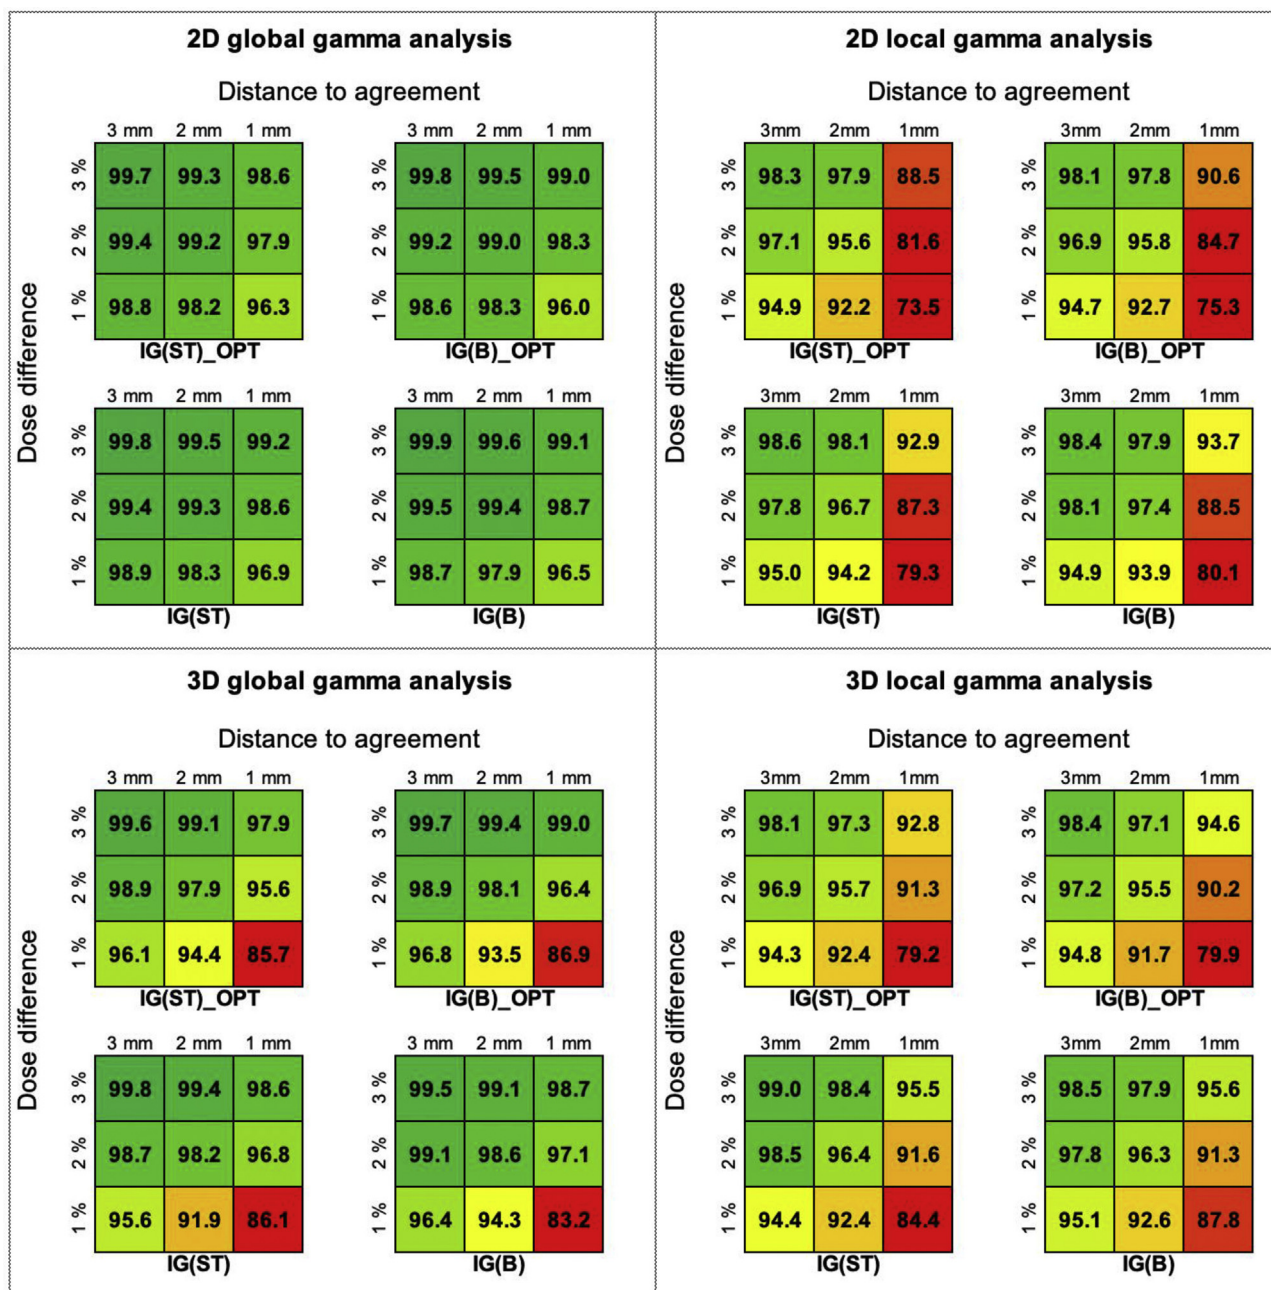 2D global gamma analysis
Distance to agreement
Dose difference
3 mm 2 mm 1 mm
3 % 99.7 99.3 98.6
2 % 99.4 99.2 97.9
1 % 98.8 98.2 96.3
IG(ST)_OPT
3 mm 2 mm 1 mm
3 % 99.8 99.5 99.0
2 % 99.2 99.0 98.3
1 % 98.6 98.3 96.0
IG(B)_OPT
3 mm 2 mm 1 mm
3 % 99.8 99.5 99.2
2 % 99.4 99.3 98.6
1 % 98.9 98.3 96.9
IG(ST)
3 mm 2 mm 1 mm
3 % 99.9 99.6 99.1
2 % 99.5 99.4 98.7
1 % 98.7 97.9 96.5
IG(B)
2D local gamma analysis
Distance to agreement
Dose difference
3mm 2mm 1mm
3 % 98.3 97.9 88.5
2 % 97.1 95.6 81.6
1 % 94.9 92.2 73.5
IG(ST)_OPT
3mm 2mm 1mm
3 % 98.1 97.8 90.6
2 % 96.9 95.8 84.7
1 % 94.7 92.7 75.3
IG(B)_OPT
3mm 2mm 1mm
3 % 98.6 98.1 92.9
2 % 97.8 96.7 87.3
1 % 95.0 94.2 79.3
IG(ST)
3mm 2mm 1mm
3 % 98.4 97.9 93.7
2 % 98.1 97.4 88.5
1 % 94.9 93.9 80.1
IG(B)
3D global gamma analysis
Distance to agreement
Dose difference
3 mm 2 mm 1 mm
3 % 99.6 99.1 97.9
2 % 98.9 97.9 95.6
1 % 96.1 94.4 85.7
IG(ST)_OPT
3 mm 2 mm 1 mm
3 % 99.7 99.4 99.0
2 % 98.9 98.1 96.4
1 % 96.8 93.5 86.9
IG(B)_OPT
3 mm 2 mm 1 mm
3 % 99.8 99.4 98.6
2 % 98.7 98.2 96.8
1 % 95.6 91.9 86.1
IG(ST)
3 mm 2 mm 1 mm
3 % 99.5 99.1 98.7
2 % 99.1 98.6 97.1
1 % 96.4 94.3 83.2
IG(B)
3D local gamma analysis
Distance to agreement
Dose difference
3mm 2mm 1mm
3 % 98.1 97.3 92.8
2 % 96.9 95.7 91.3
1 % 94.3 92.4 79.2
IG(ST)_OPT
3mm 2mm 1mm
3 % 98.4 97.1 94.6
2 % 97.2 95.5 90.2
1 % 94.8 91.7 79.9
IG(B)_OPT
3mm 2mm 1mm
3 % 99.0 98.4 95.5
2 % 98.5 96.4 91.6
1 % 94.4 92.4 84.4
IG(ST)
3mm 2mm 1mm
3 % 98.5 97.9 95.6
2 % 97.8 96.3 91.3
1 % 95.1 92.6 87.8
IG(B)